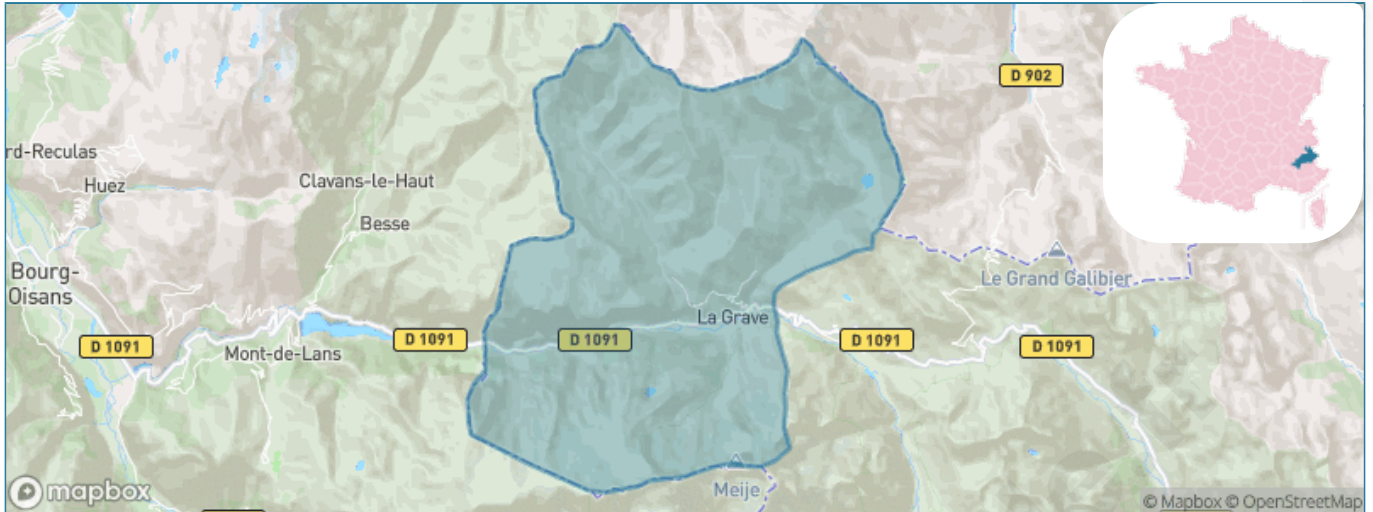 D 902
rd-Reculas
Huez
Clavans-le-Haut
Besse
Bourg-
Oisans
Le Grand Galibier
La Grave
D 1091
Mont-de-Lans
D 1091
D 1091
D 1091
D 1091
Meije
mapbox
© Mapbox © OpenStreetMap